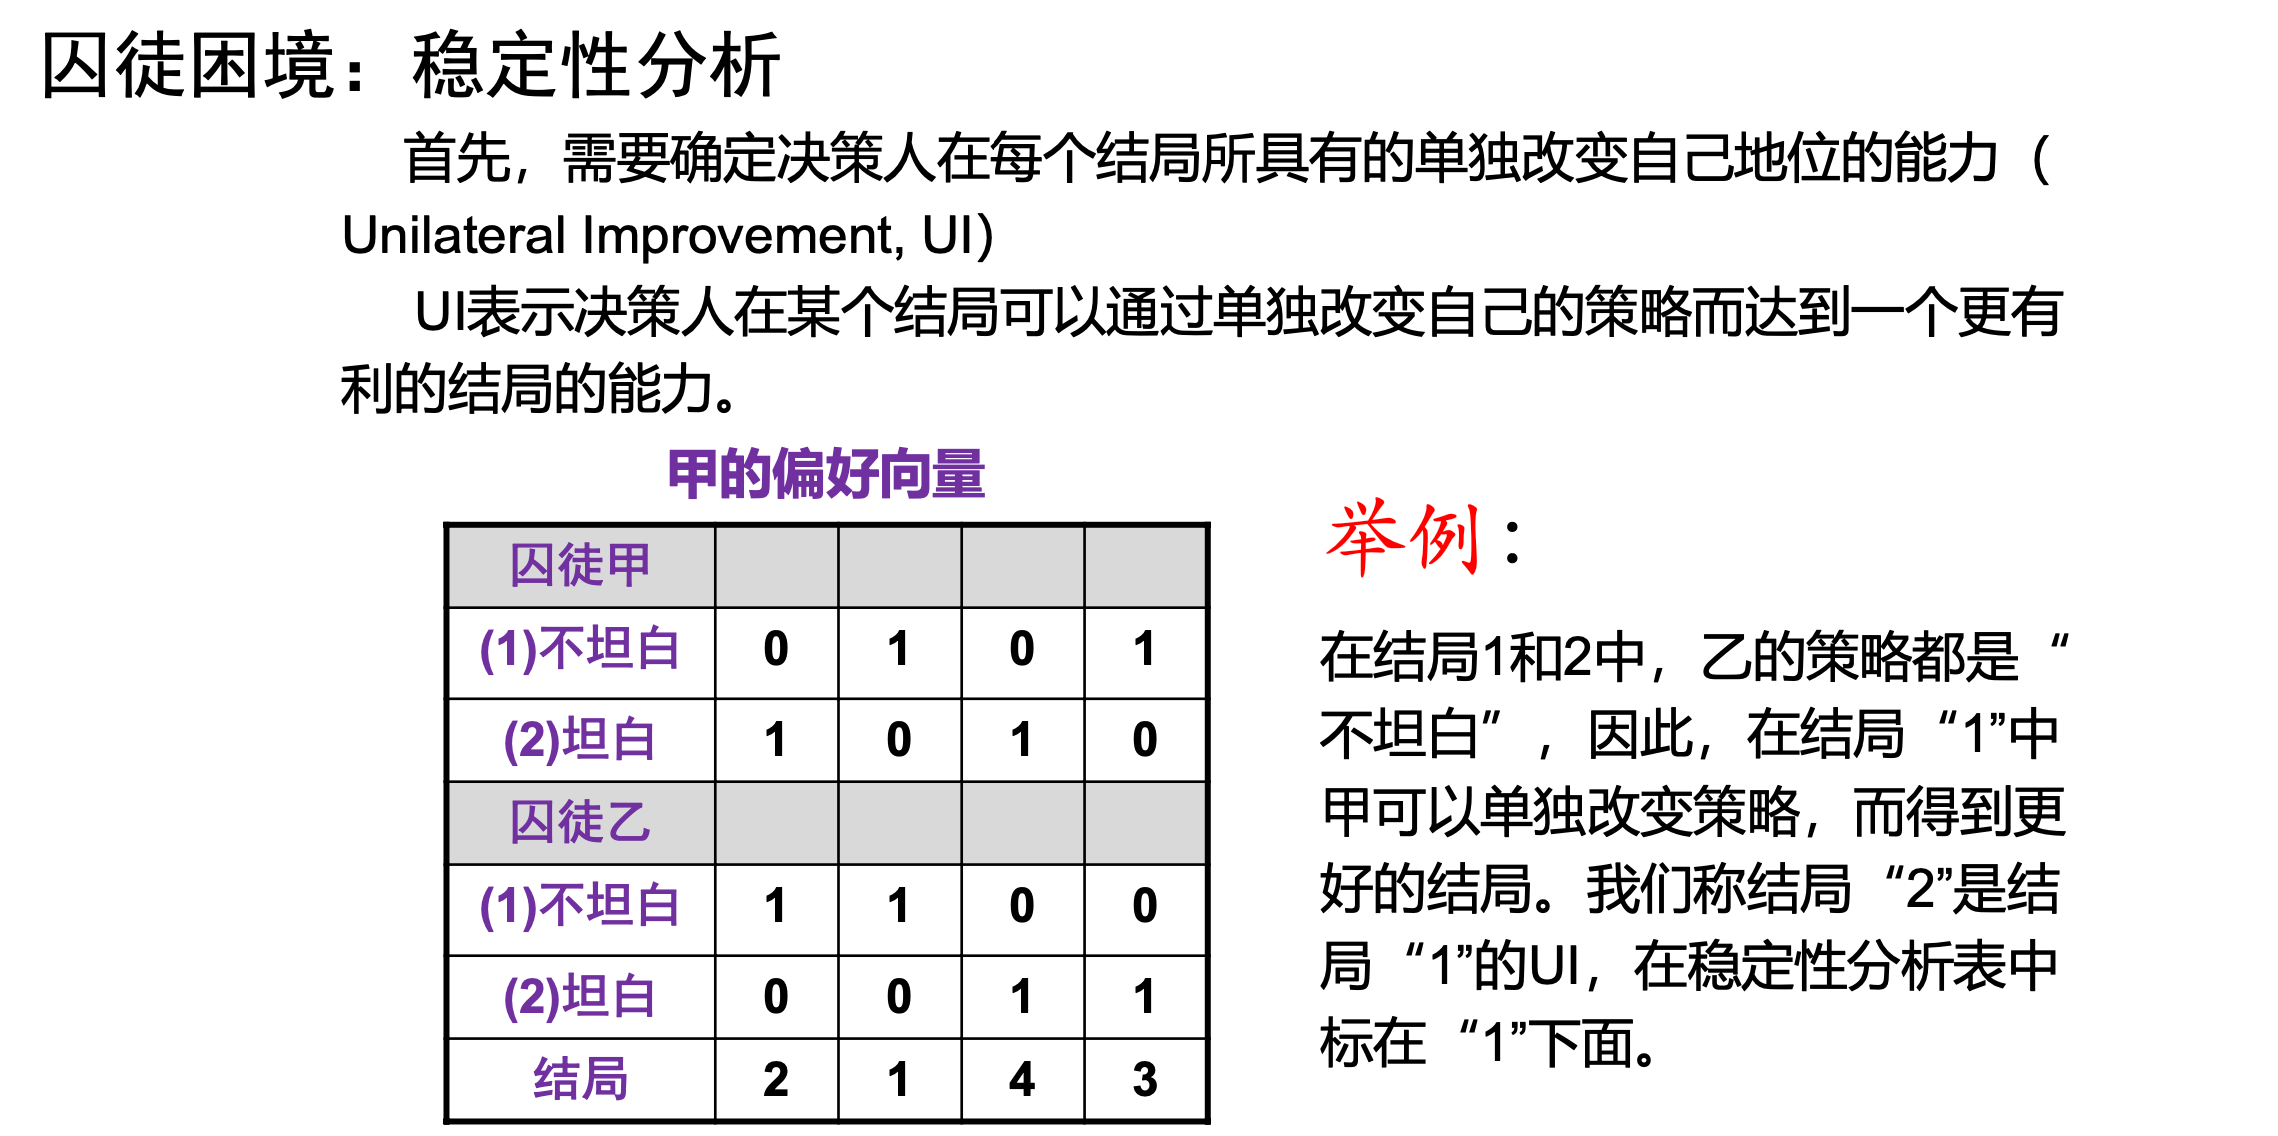 囚徒困境：稳定性分析
首先，需要确定决策人在每个结局所具有的单独改变自己地位的能力（
Unilateral Improvement, UI）
UI表示决策人在某个结局可以通过单独改变自己的策略而达到一个更有
利的结局的能力。
甲的偏好向量
囚徒甲
(1)不坦白 0 1 0 1
(2)坦白 1 0 1 0
囚徒乙
(1)不坦白 1 1 0 0
(2)坦白 0 0 1 1
结局 2 1 4 3
举例：
在结局1和2中，乙的策略都是“
不坦白”，因此，在结局“1”中
甲可以单独改变策略，而得到更
好的结局。我们称结局“2”是结
局“1”的UI，在稳定性分析表中
标在“1”下面。